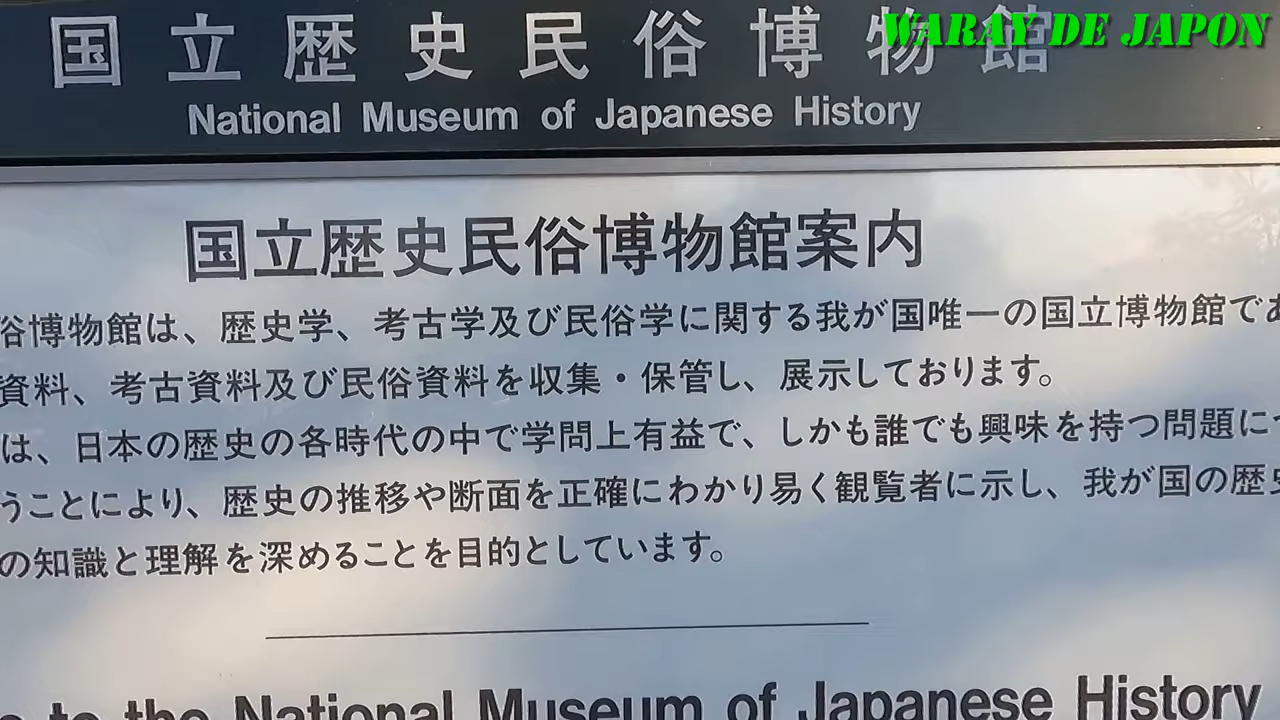 国立歴史民俗博物館
WARAY DE JAPON
National Museum of Japanese History
国立歴史民俗博物館案内
俗博物館は、歴史学、考古学及び民俗学に関する我が国唯一の国立博物館であ
資料、考古資料及び民俗資料を収集・保管し、展示しております。
は、日本の歴史の各時代の中で学問上有益で、しかも誰でも興味を持つ問題に
うことにより、歴史の推移や断面を正確にわかり易く観覧者に示し、我が国の歴史
の知識と理解を深めることを目的としています。
to the National Museum of Japanese History